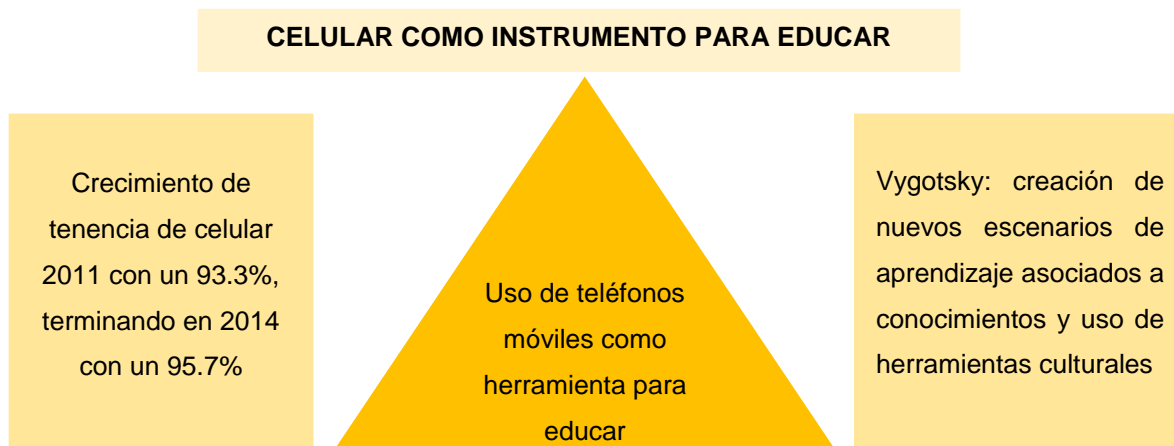 CELULAR COMO INSTRUMENTO PARA EDUCAR
Crecimiento de
tenencia de celular
2011 con un 93.3%,
terminando en 2014
con un 95.7%
Uso de teléfonos
móviles como
herramienta para
educar
Vygotsky: creación de
nuevos escenarios de
aprendizaje asociados a
conocimientos y uso de
herramientas culturales